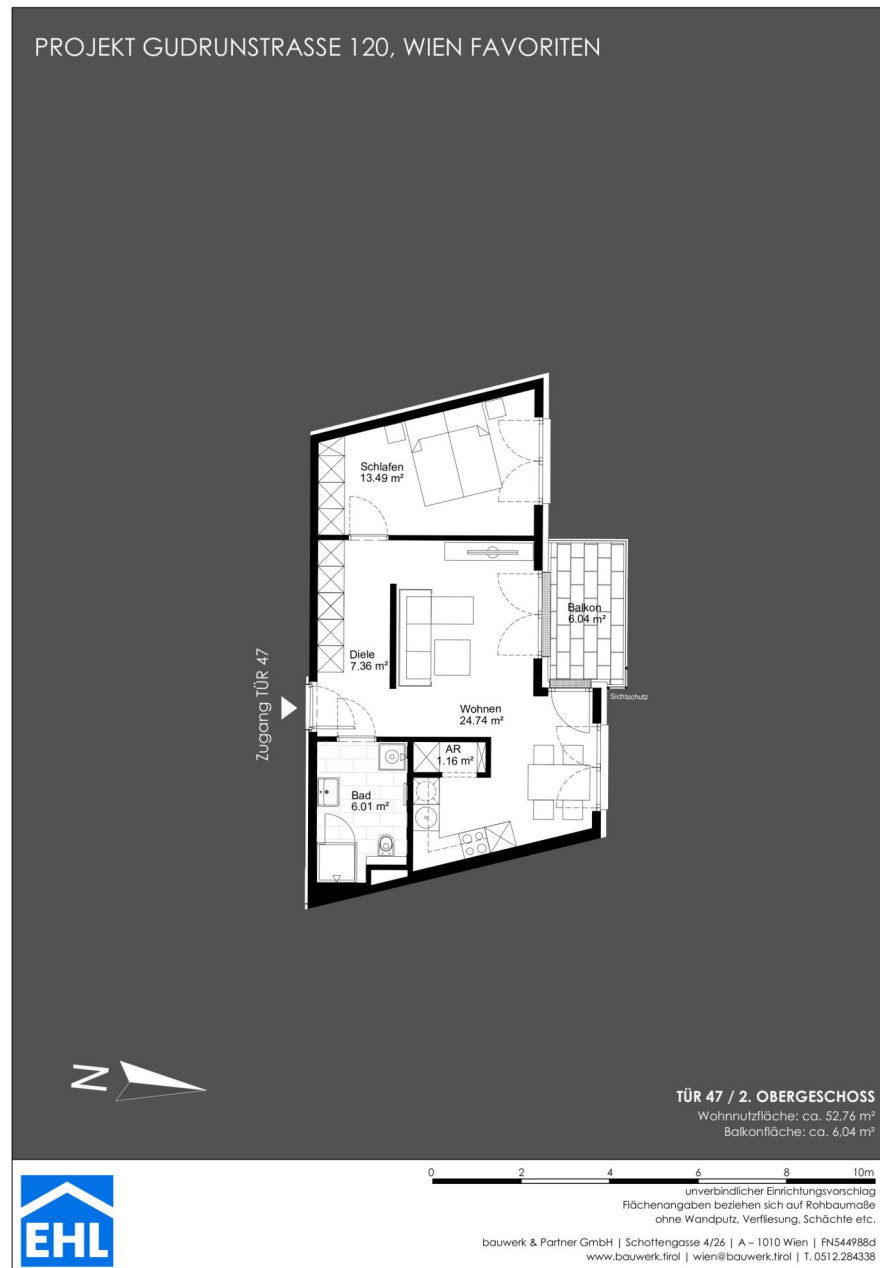 PROJEKT GUDRUNSTRASSE 120, WIEN FAVORITEN
Schlafen
13.49 m²
Balkon
6.04 m²
Diele
7.36 m²
Zugang TÜR 47
Sichtschutz
Wohnen
24.74 m²
AR
1.16 m²
Bad
6.01 m²
N
TÜR 47 / 2. OBERGESCHOSS
Wohnnutzfläche: ca. 52,76 m²
Balkonfläche: ca. 6,04 m²
0 2 4 6 8 10m
unverbindlicher Einrichtungsvorschlag
Flächenangaben beziehen sich auf Rohbaumaße
ohne Wandputz, Verfliesung, Schächte etc.
EHL
bauwerk & Partner GmbH | Schottengasse 4/26 | A – 1010 Wien | FN544988d
www.bauwerk.tirol | wien@bauwerk.tirol | T. 0512.284338